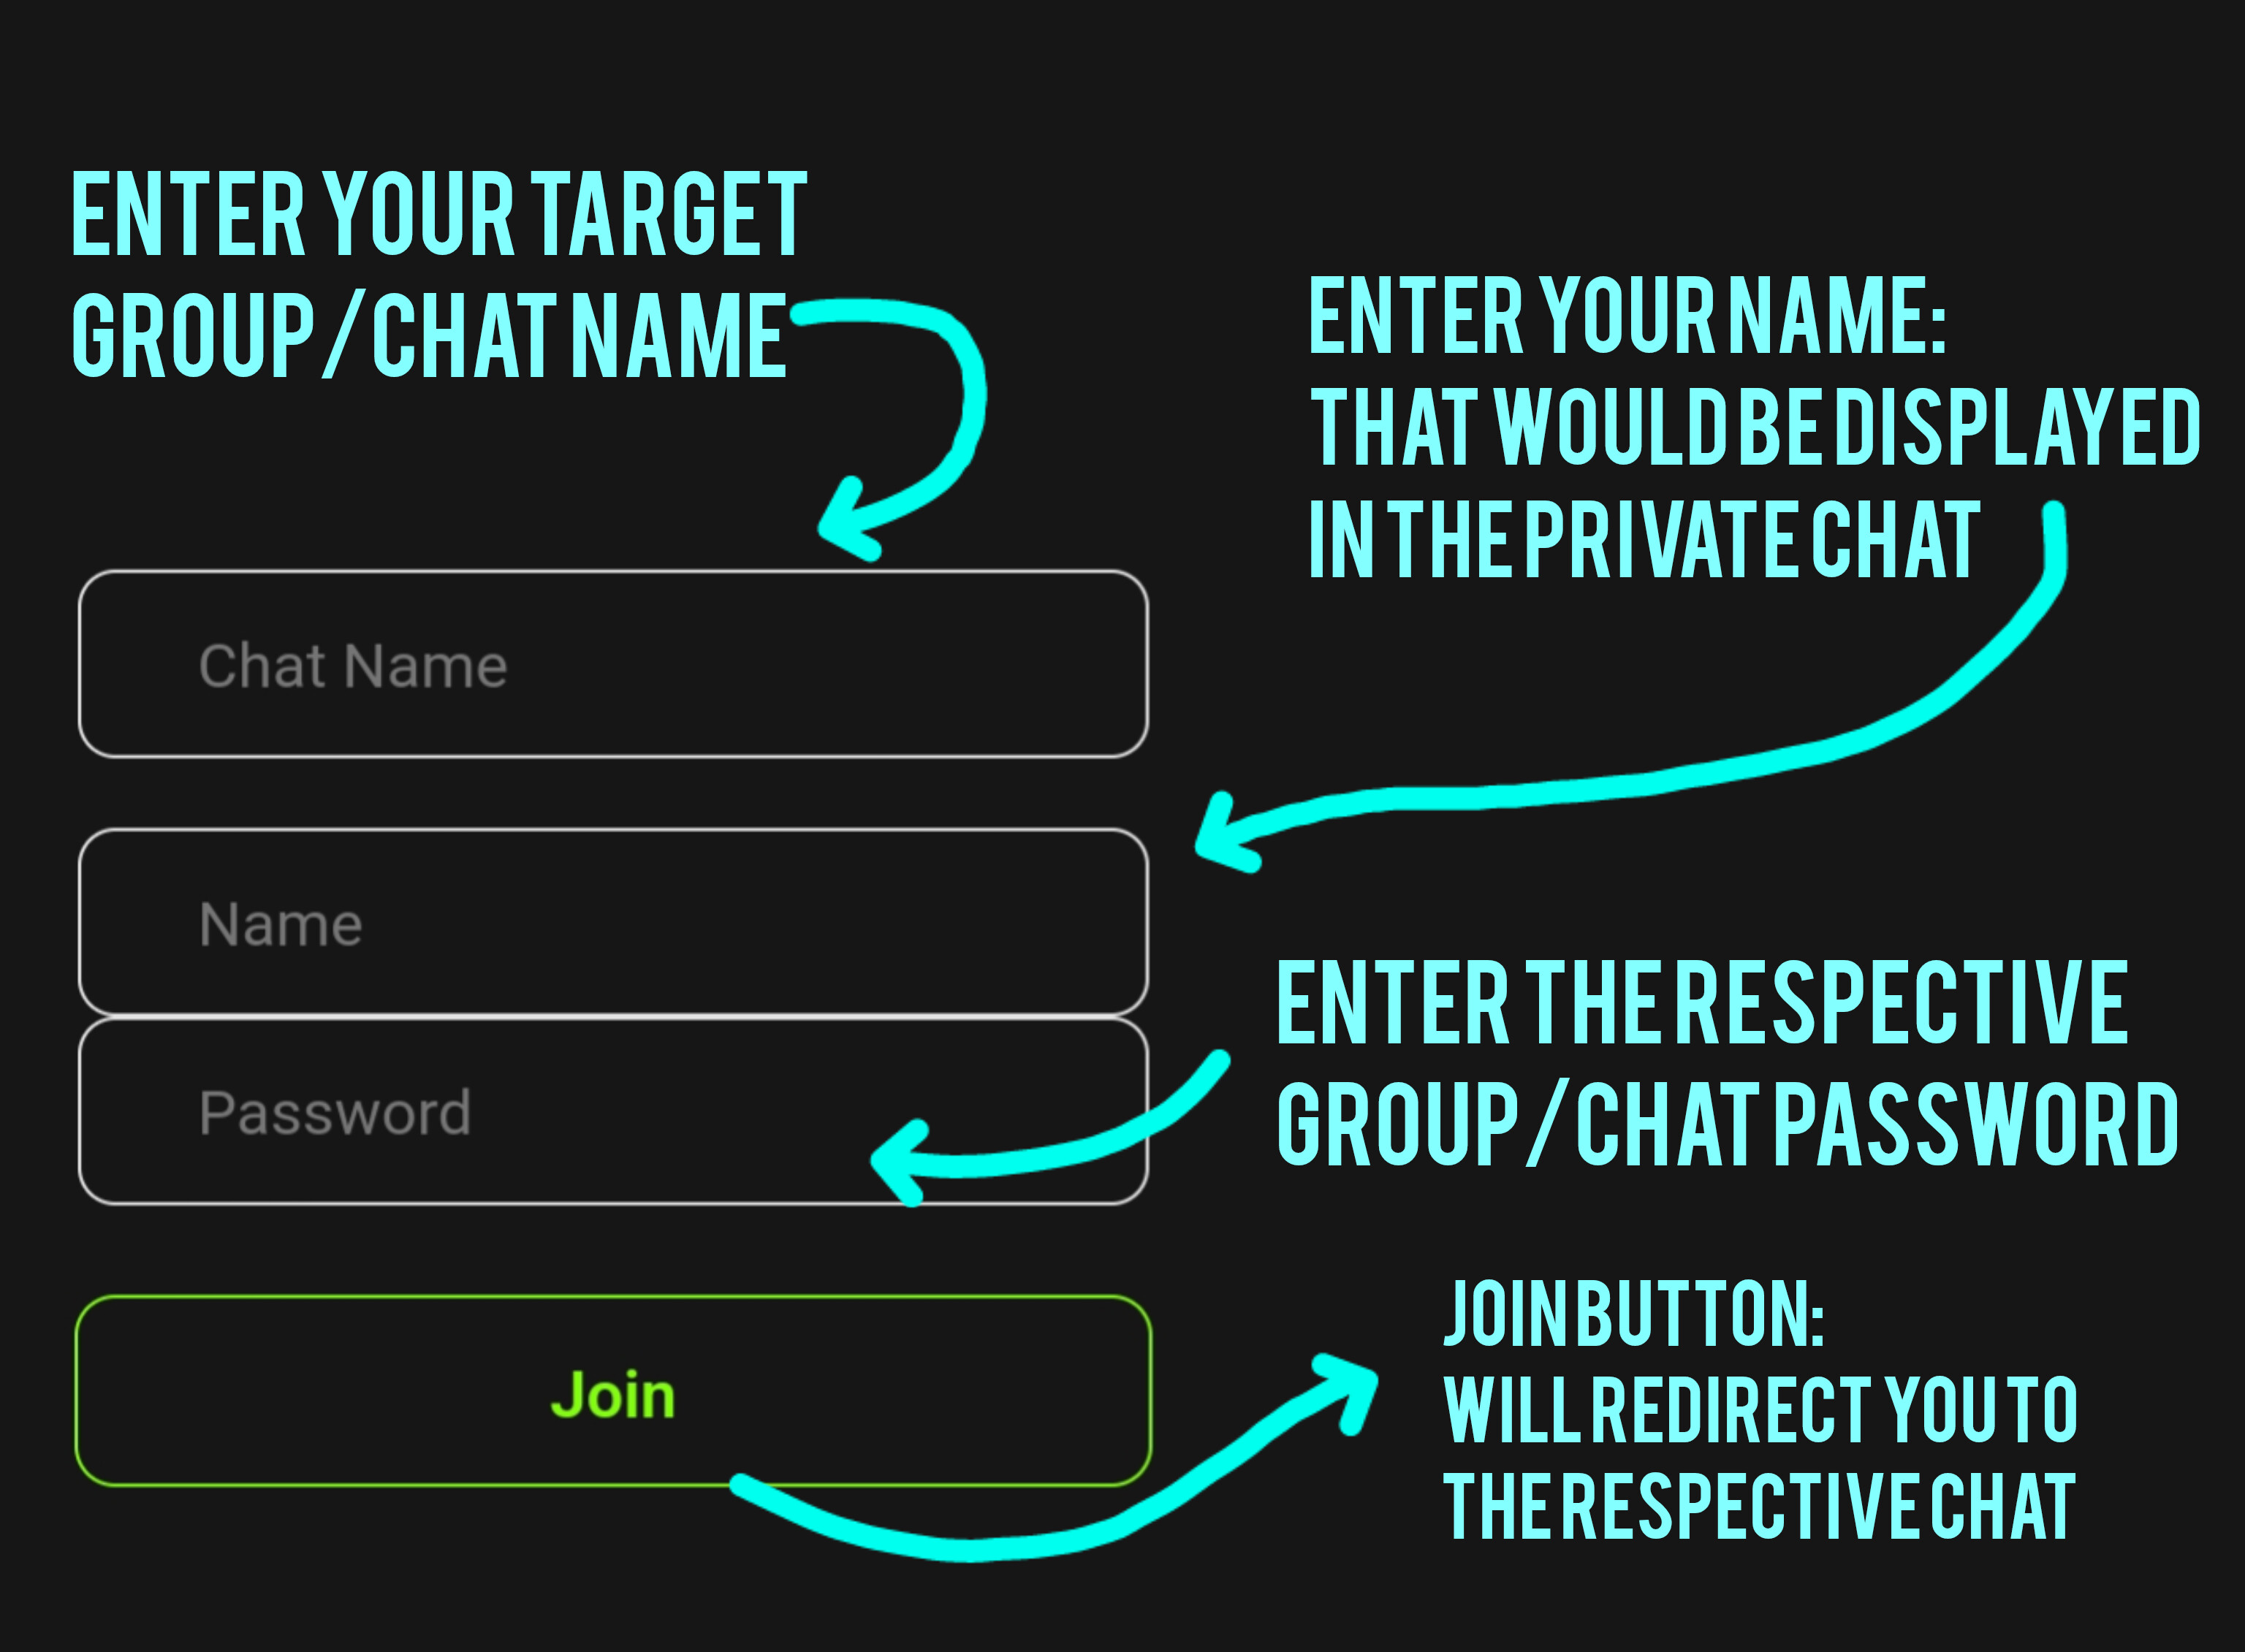 ENTER YOUR TARGET
GROUP/CHAT NAME
ENTER YOUR NAME:
THAT WOULD BE DISPLAYED
IN THE PRIVATE CHAT
Chat Name
Name
ENTER THE RESPECTIVE
GROUP/CHAT PASSWORD
Password
JOIN BUTTON:
WILL REDIRECT YOU TO
THE RESPECTIVE CHAT
Join